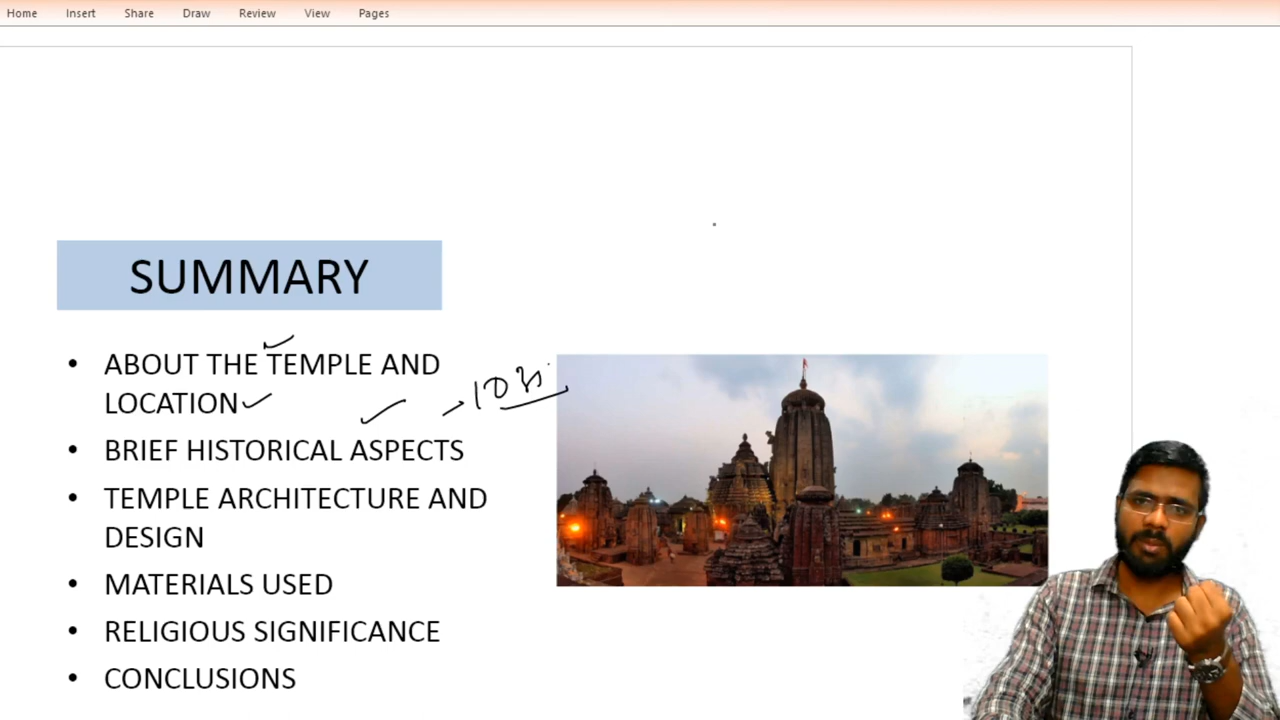 Home Insert Share Draw Review View Pages
SUMMARY
• ABOUT THE TEMPLE AND
LOCATION
• BRIEF HISTORICAL ASPECTS
• TEMPLE ARCHITECTURE AND
DESIGN
• MATERIALS USED
• RELIGIOUS SIGNIFICANCE
• CONCLUSIONS